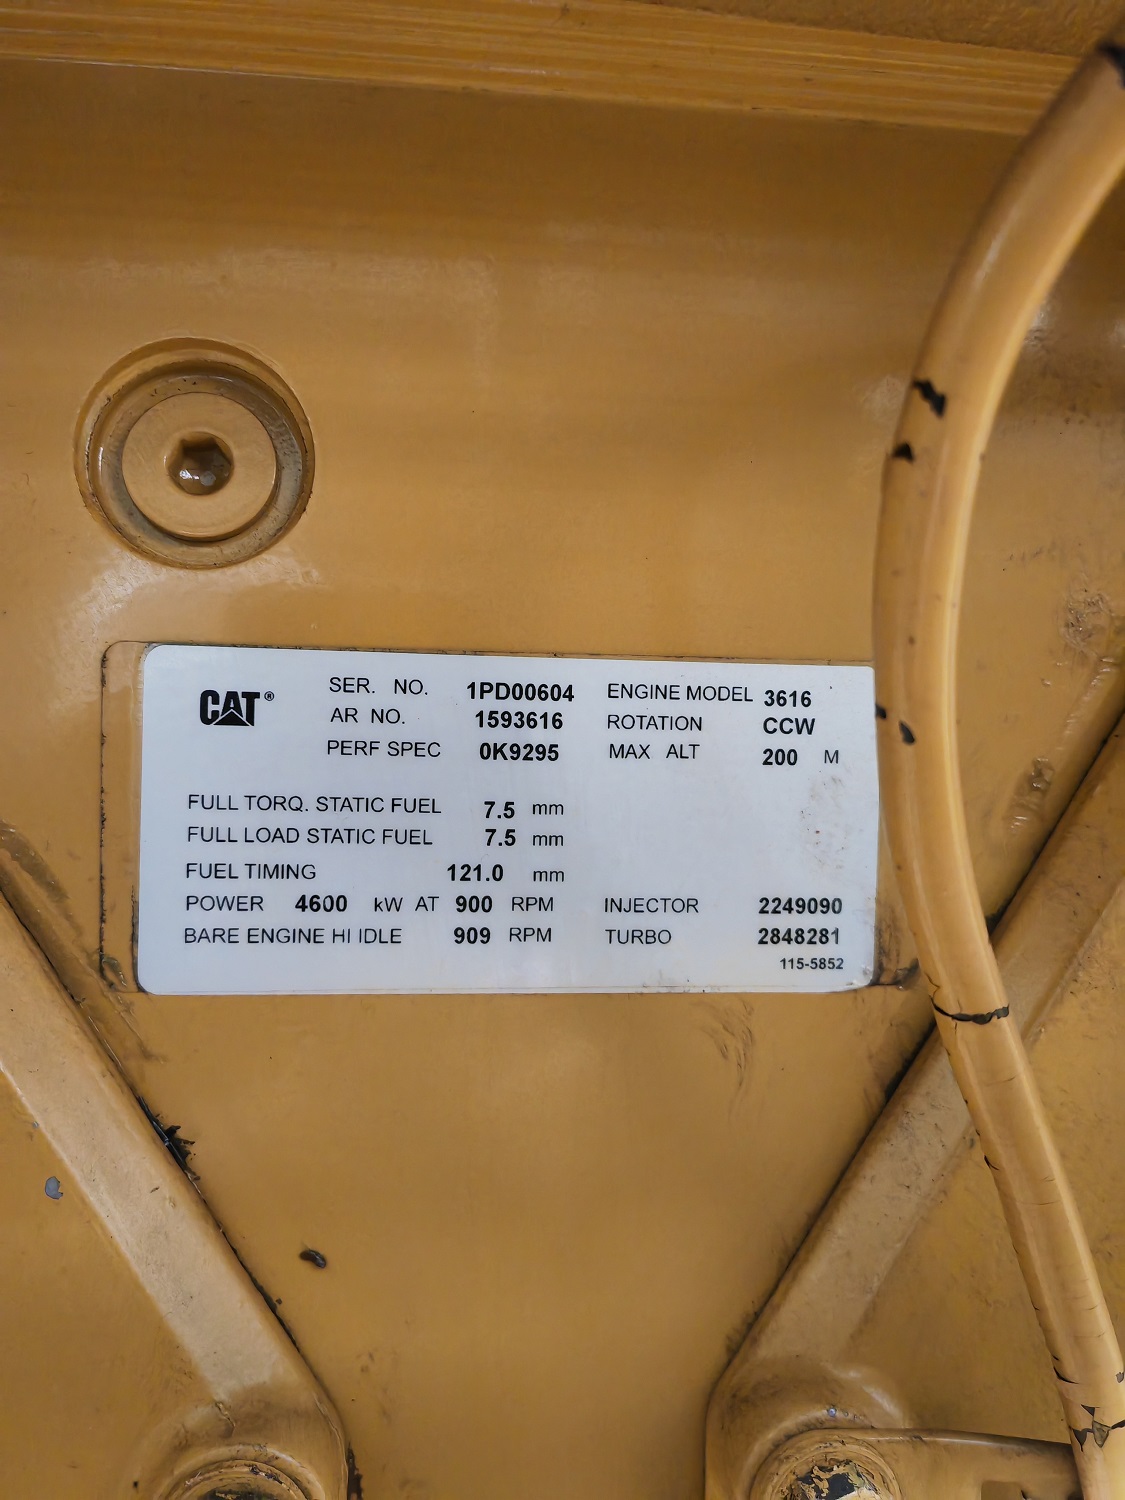 CAT®
SER. NO. 1PD00604 ENGINE MODEL 3616
AR NO. 1593616 ROTATION CCW
PERF SPEC 0K9295 MAX ALT 200 M
FULL TORQ. STATIC FUEL 7.5 mm
FULL LOAD STATIC FUEL 7.5 mm
FUEL TIMING 121.0 mm
POWER 4600 kW AT 900 RPM INJECTOR 2249090
BARE ENGINE HI IDLE 909 RPM TURBO 2848281
115-5852